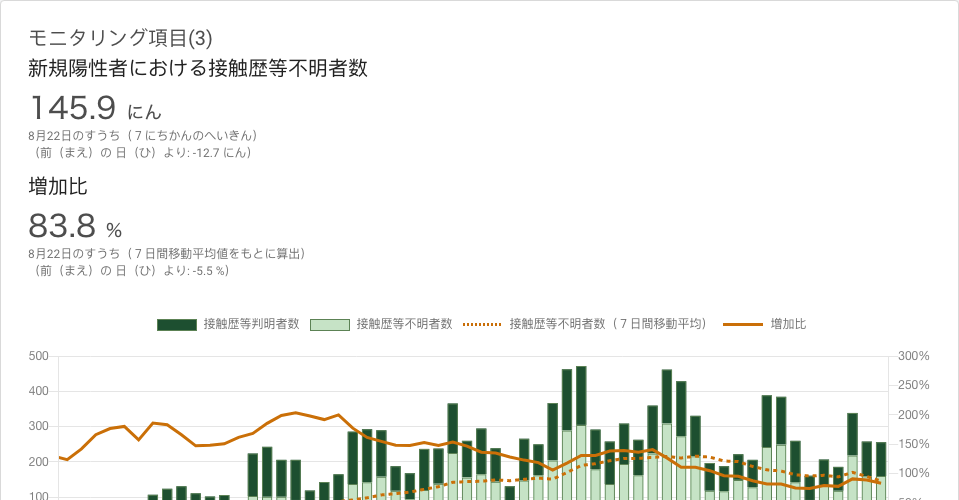 モニタリング項目(3)
新規陽性者における接触歴等不明者数
145.9 にん
8月22日のすうち（７にちかんのへいきん）
（前（まえ）の 日（ひ）より: -12.7 にん）
増加比
83.8 %
8月22日のすうち（７日間移動平均値をもとに算出）
（前（まえ）の 日（ひ）より: -5.5 %）
接触歴等判明者数 接触歴等不明者数 接触歴等不明者数（７日間移動平均） 増加比
500 300%
250%
400
200%
300
150%
200
100%
100